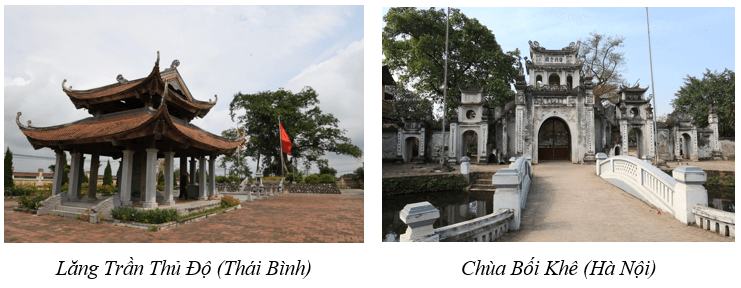 Lăng Trần Thủ Độ (Thái Bình)
Chùa Bối Khê (Hà Nội)